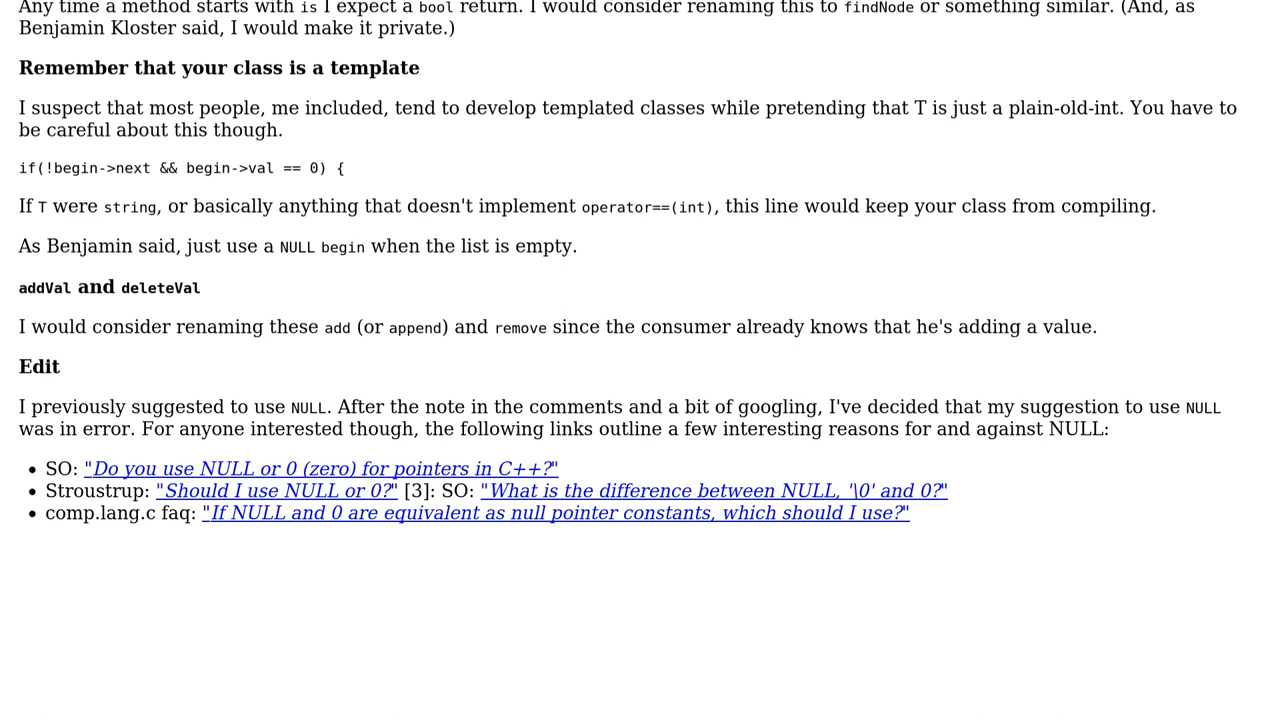 Any time a method starts with is I expect a bool return. I would consider renaming this to findNode or something similar. (And, as
Benjamin Kloster said, I would make it private.)
Remember that your class is a template
I suspect that most people, me included, tend to develop templated classes while pretending that T is just a plain-old-int. You have to
be careful about this though.
if(!begin->next && begin->val == 0) {
If T were string, or basically anything that doesn't implement operator==(int), this line would keep your class from compiling.
As Benjamin said, just use a NULL begin when the list is empty.
addVal and deleteVal
I would consider renaming these add (or append) and remove since the consumer already knows that he's adding a value.
Edit
I previously suggested to use NULL. After the note in the comments and a bit of googling, I've decided that my suggestion to use NULL
was in error. For anyone interested though, the following links outline a few interesting reasons for and against NULL:
• SO: "Do you use NULL or 0 (zero) for pointers in C++?"
• Stroustrup: "Should I use NULL or 0?" [3]: SO: "What is the difference between NULL, '\0' and 0?"
• comp.lang.c faq: "If NULL and 0 are equivalent as null pointer constants, which should I use?"